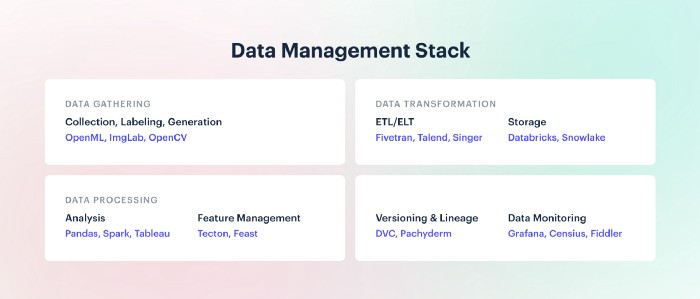 Data Management Stack
DATA GATHERING
Collection, Labeling, Generation
OpenML, ImgLab, OpenCV
DATA TRANSFORMATION
ETL/ELT
Fivetran, Talend, Singer
Storage
Databricks, Snowlake
DATA PROCESSING
Analysis
Pandas, Spark, Tableau
Feature Management
Tecton, Feast
Versioning & Lineage
DVC, Pachyderm
Data Monitoring
Grafana, Censius, Fiddler